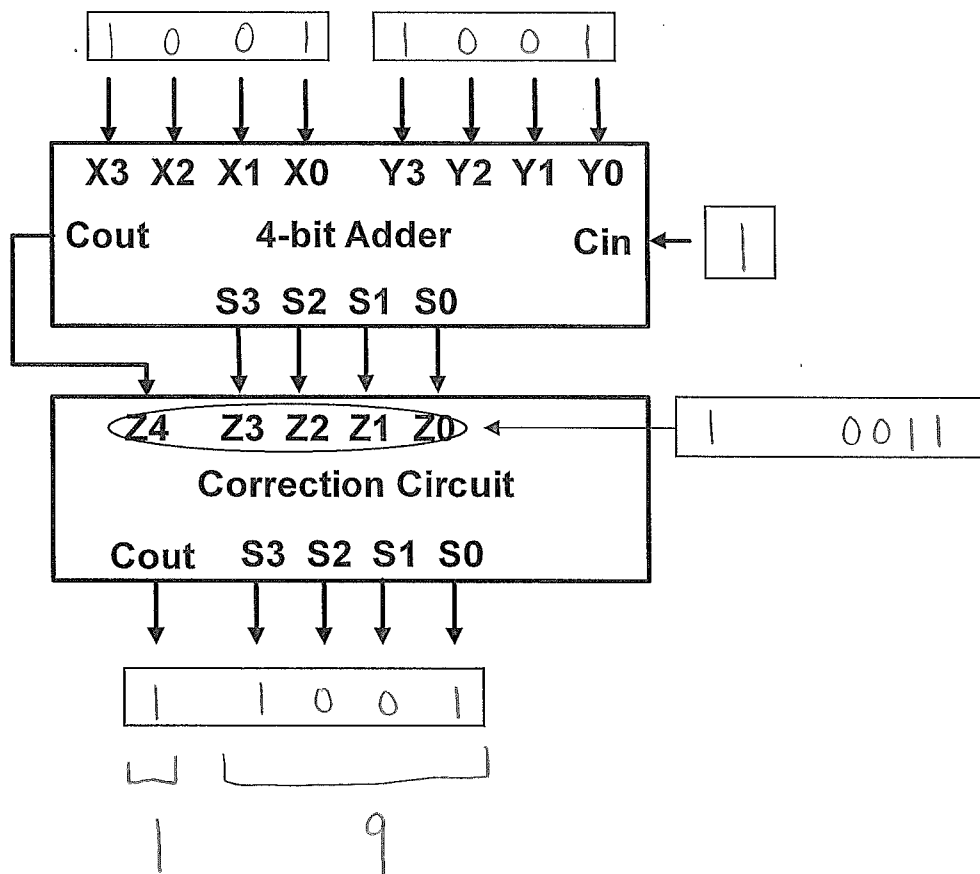 1 0 0 1 1 0 0 1
X3 X2 X1 X0 Y3 Y2 Y1 Y0
Cout 4-bit Adder Cin 1
S3 S2 S1 S0
Z4 Z3 Z2 Z1 Z0 1 0011
Correction Circuit
Cout S3 S2 S1 S0
1 1 0 0 1
1 9